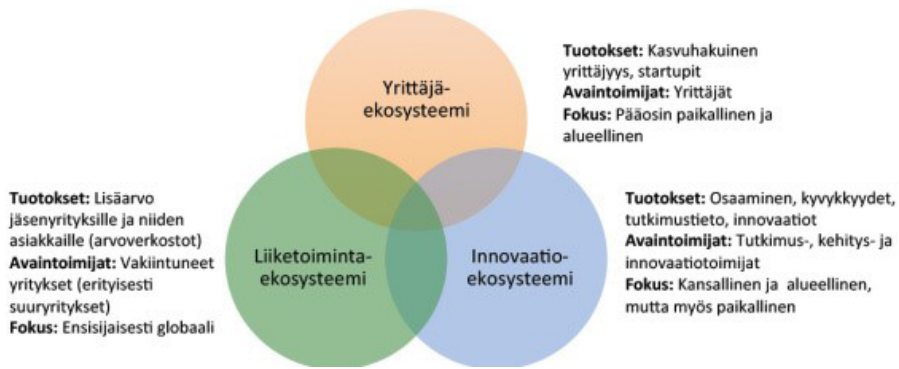 Yrittäjä-
ekosysteemi
Tuotokset: Kasvuhakuinen
yrittäjyys, startupit
Avaintoimijat: Yrittäjät
Fokus: Pääosin paikallinen ja
alueellinen
Tuotokset: Lisäarvo
jäsenyrityksille ja niiden
asiakkaille (arvoverkostot)
Avaintoimijat: Vakiintuneet
yritykset (erityisesti
suuryritykset)
Fokus: Ensisijaisesti globaali
Liiketoiminta-
ekosysteemi
Innovaatio-
ekosysteemi
Tuotokset: Osaaminen, kyvykkyydet,
tutkimustieto, innovaatiot
Avaintoimijat: Tutkimus-, kehitys- ja
innovaatiotoimijat
Fokus: Kansallinen ja alueellinen,
mutta myös paikallinen